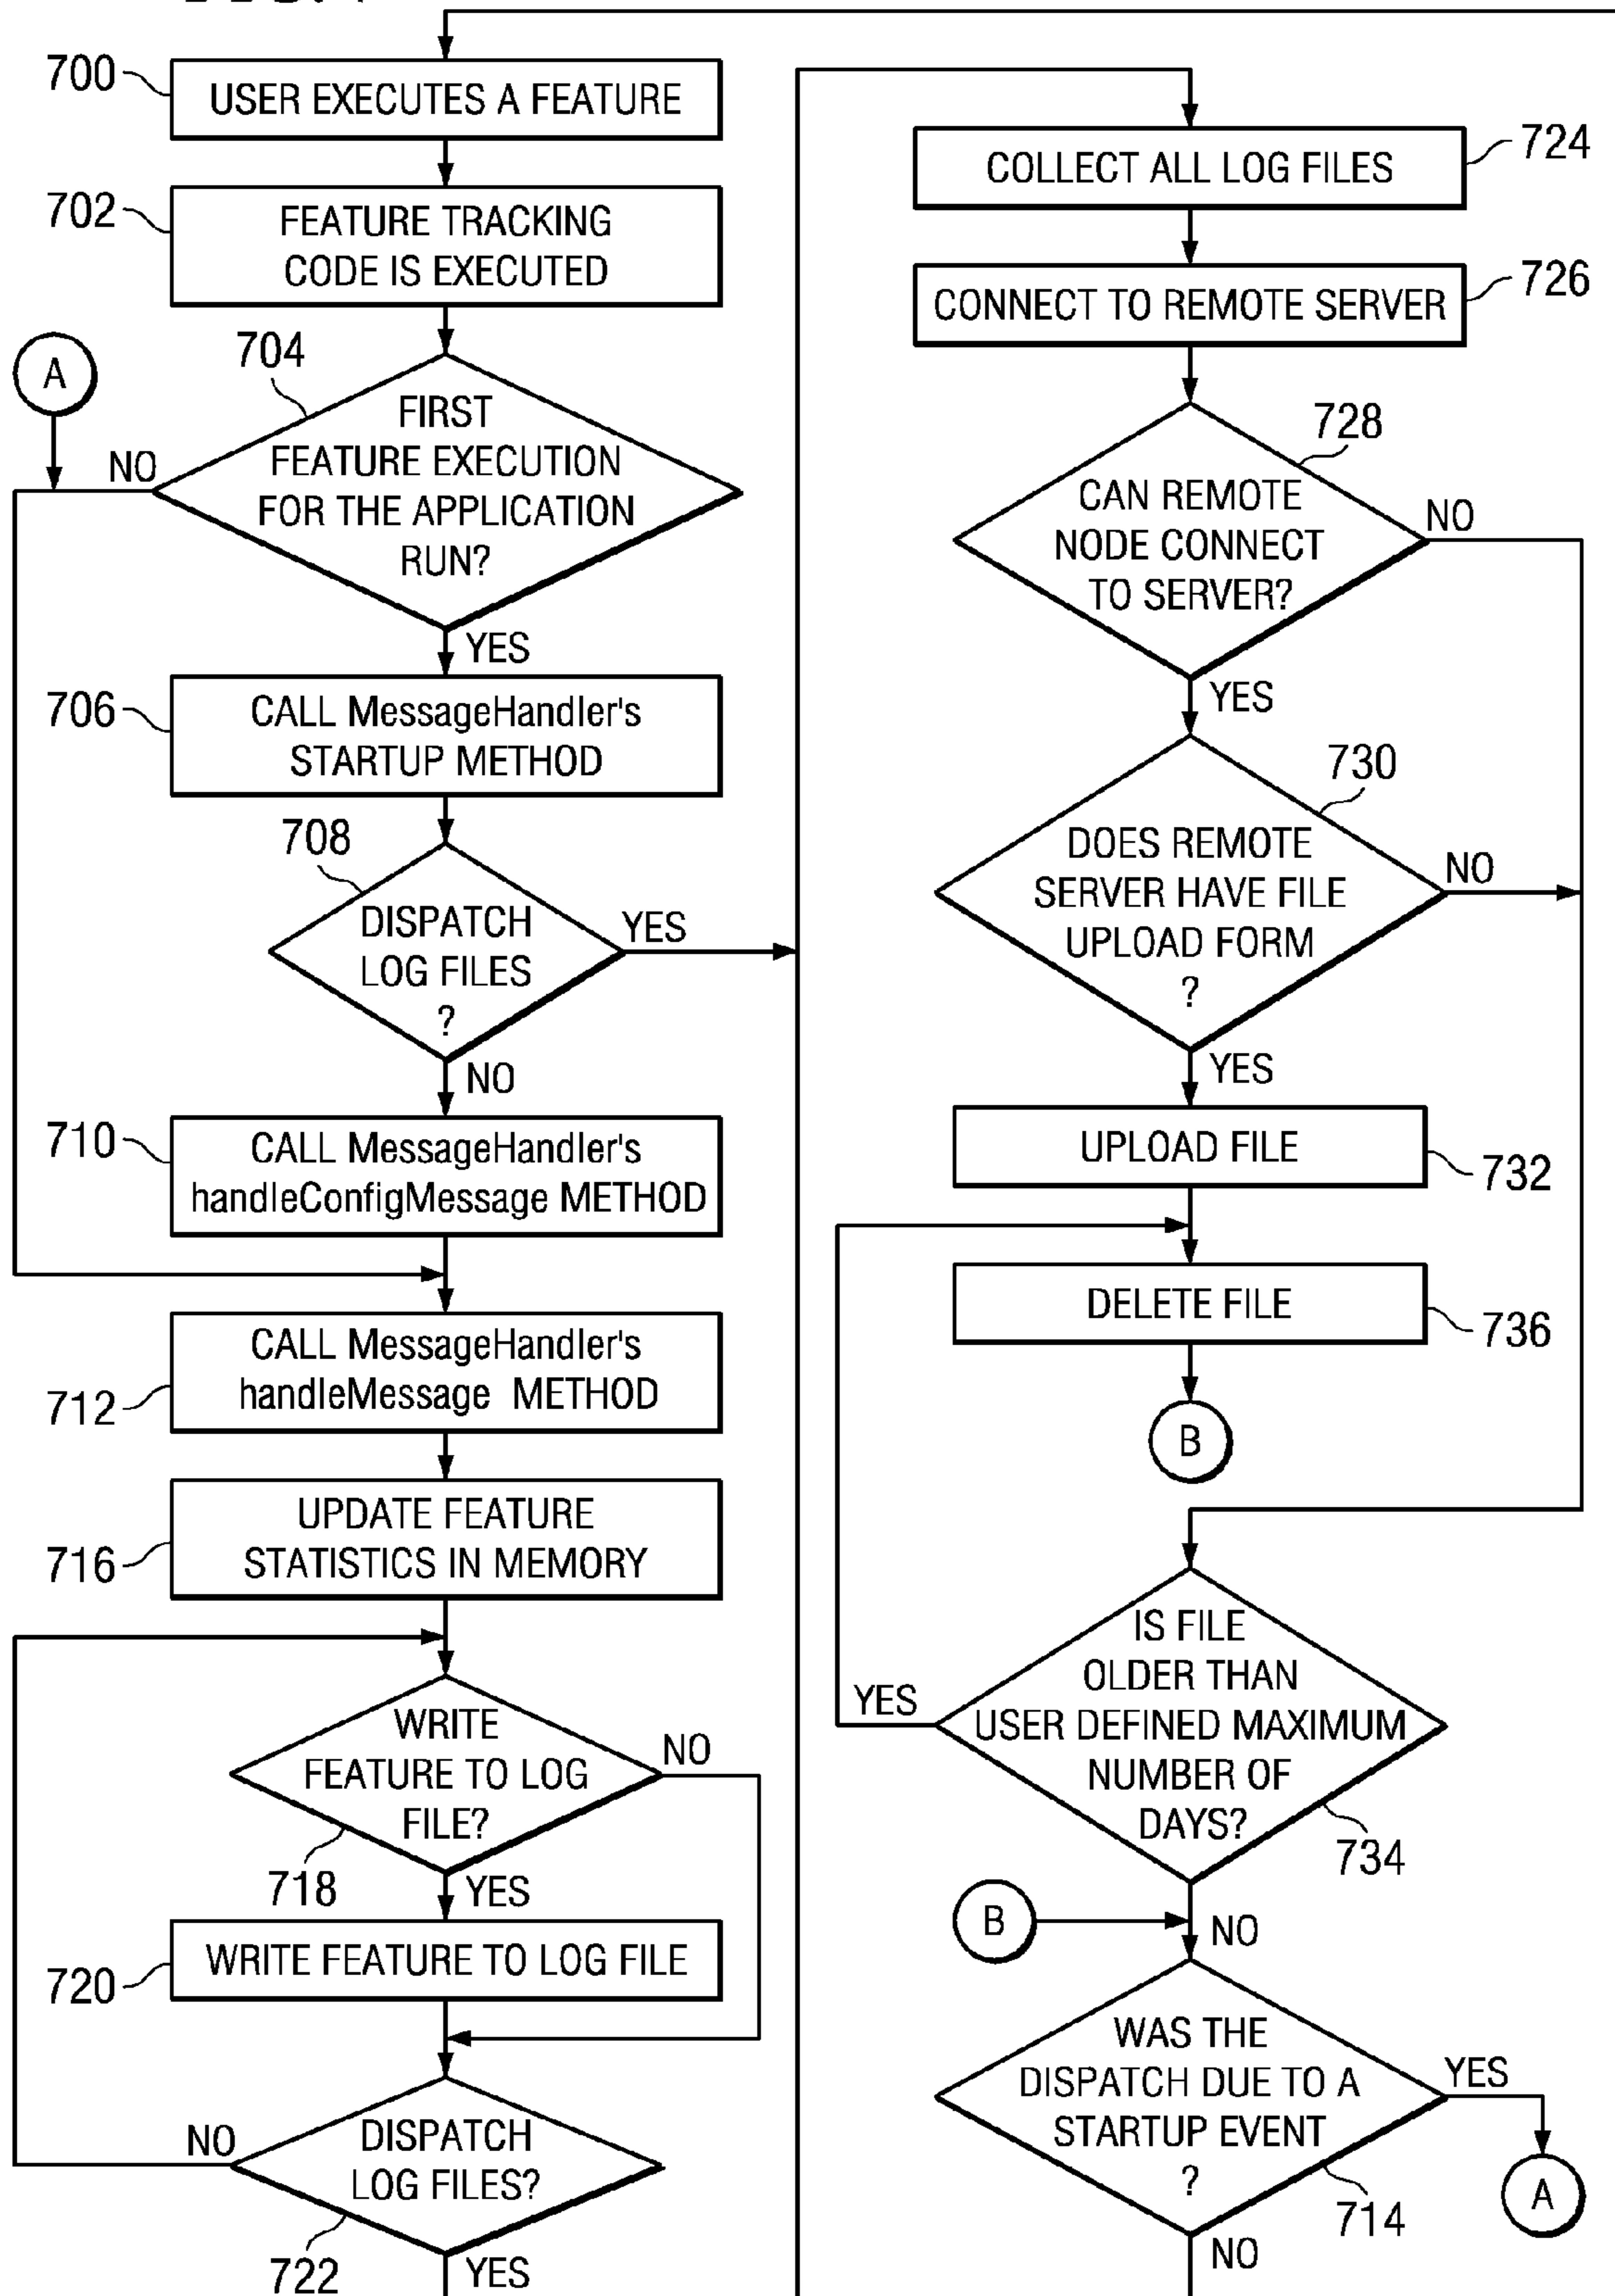 700
USER EXECUTES A FEATURE
702
FEATURE TRACKING
CODE IS EXECUTED
A
704
FIRST
FEATURE EXECUTION
FOR THE APPLICATION
RUN?
NO
YES
706
CALL MessageHandler's
STARTUP METHOD
708
DISPATCH
LOG FILES
?
YES
NO
710
CALL MessageHandler's
handleConfigMessage METHOD
712
CALL MessageHandler's
handleMessage METHOD
716
UPDATE FEATURE
STATISTICS IN MEMORY
WRITE
FEATURE TO LOG
FILE?
NO
718
YES
720
WRITE FEATURE TO LOG FILE
NO
DISPATCH
LOG FILES?
722
YES
COLLECT ALL LOG FILES
724
CONNECT TO REMOTE SERVER
726
728
CAN REMOTE
NODE CONNECT
TO SERVER?
NO
YES
730
DOES REMOTE
SERVER HAVE FILE
UPLOAD FORM
?
NO
YES
UPLOAD FILE
732
DELETE FILE
736
B
IS FILE
OLDER THAN
USER DEFINED MAXIMUM
NUMBER OF
DAYS?
YES
734
B
NO
WAS THE
DISPATCH DUE TO A
STARTUP EVENT
?
YES
A
714
NO